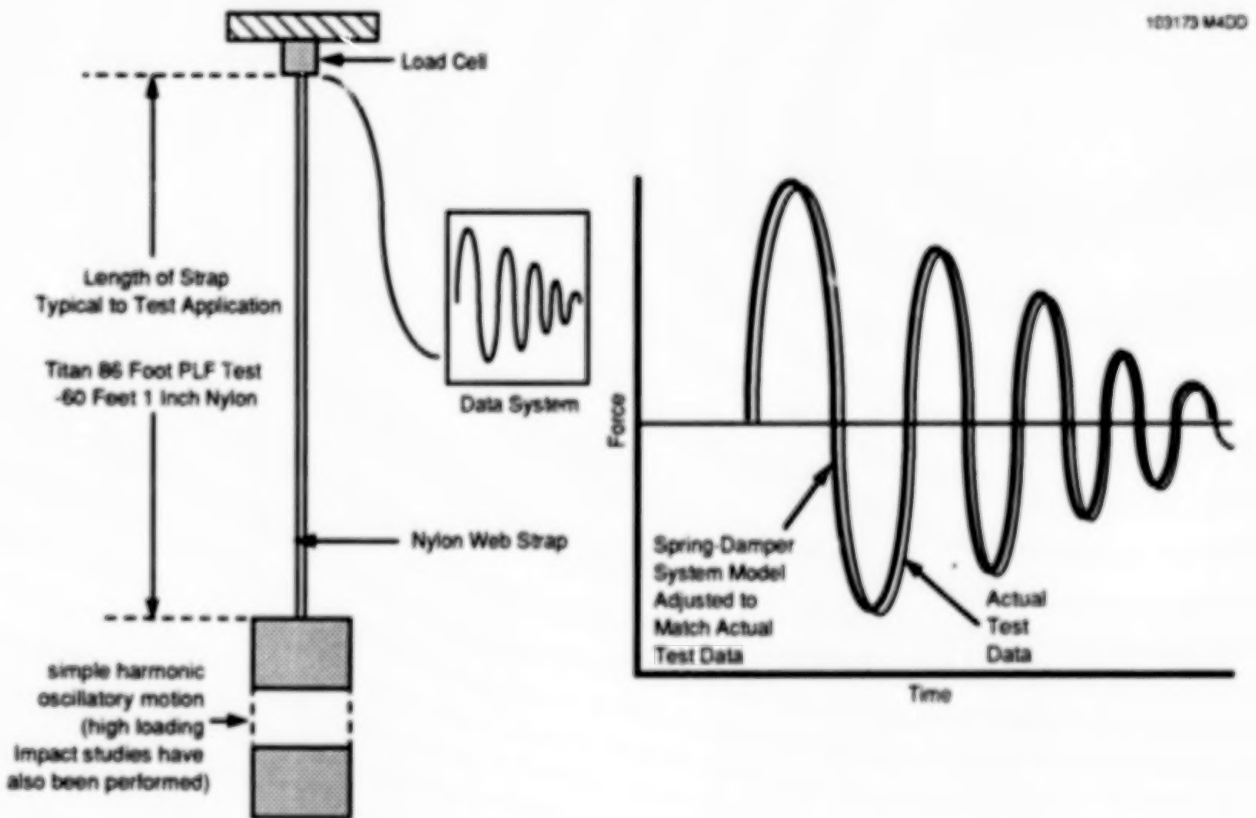 103173 M4DD
Load Cell
Length of Strap
Typical to Test Application
Titan 86 Foot PLF Test
-60 Feet 1 Inch Nylon
Data System
Nylon Web Strap
simple harmonic
oscillatory motion
(high loading
Impact studies have
also been performed)
Force
Spring-Damper
System Model
Adjusted to
Match Actual
Test Data
Actual
Test
Data
Time